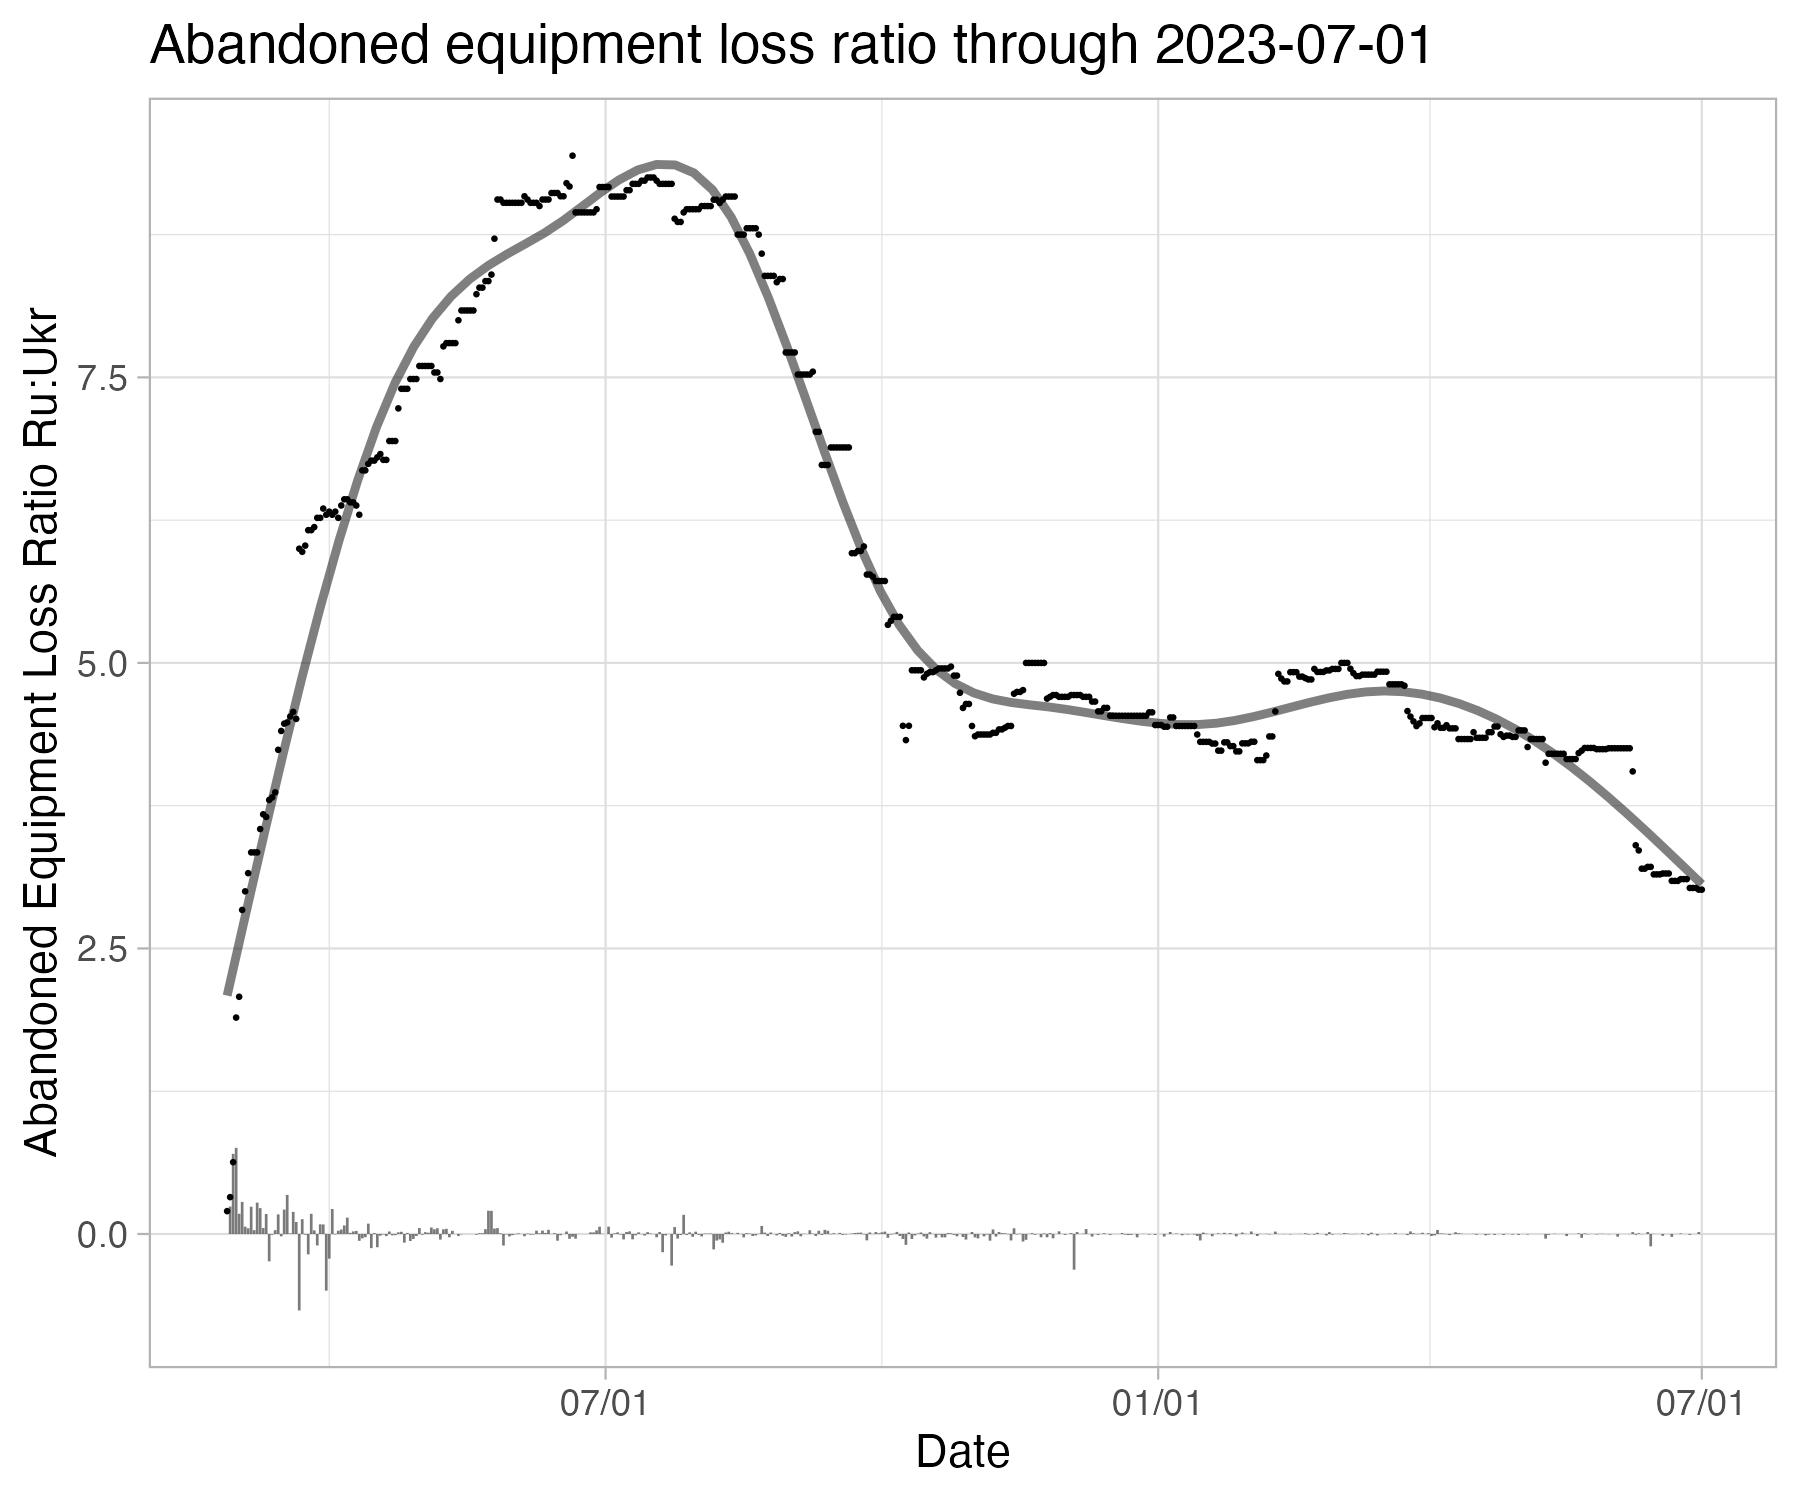 Abandoned equipment loss ratio through 2023-07-01
Abandoned Equipment Loss Ratio Ru:Ukr
7.5
5.0
2.5
0.0
07/01
01/01
07/01
Date